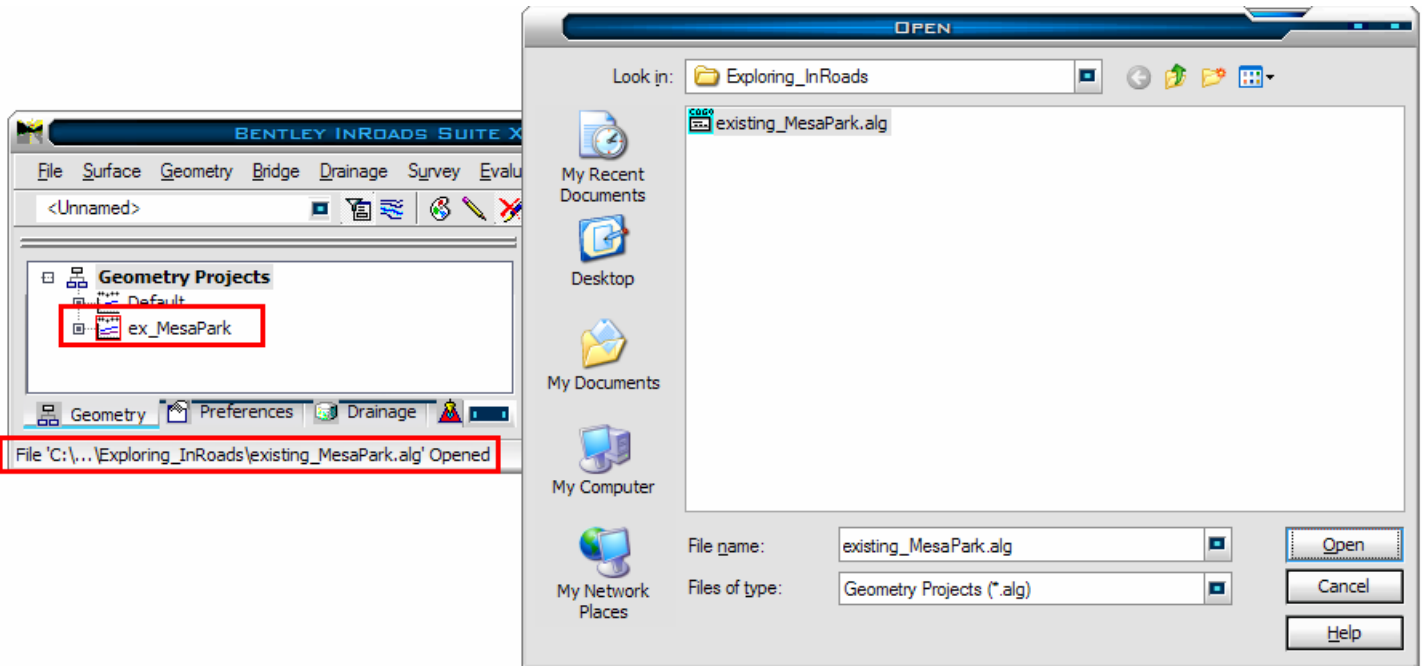 BENTLEY INROADS SUITE X
File Surface Geometry Bridge Drainage Survey Evalu
<Unnamed>
Geometry Projects
Default
ex_MesaPark
Geometry Preferences Drainage
File 'C:\...\Exploring_InRoads\existing_MesaPark.alg' Opened
OPEN
Look in: Exploring_InRoads
COGO
existing_MesaPark.alg
My Recent
Documents
Desktop
My Documents
My Computer
My Network
Places
File name: existing_MesaPark.alg Open
Files of type: Geometry Projects (*.alg) Cancel
Help